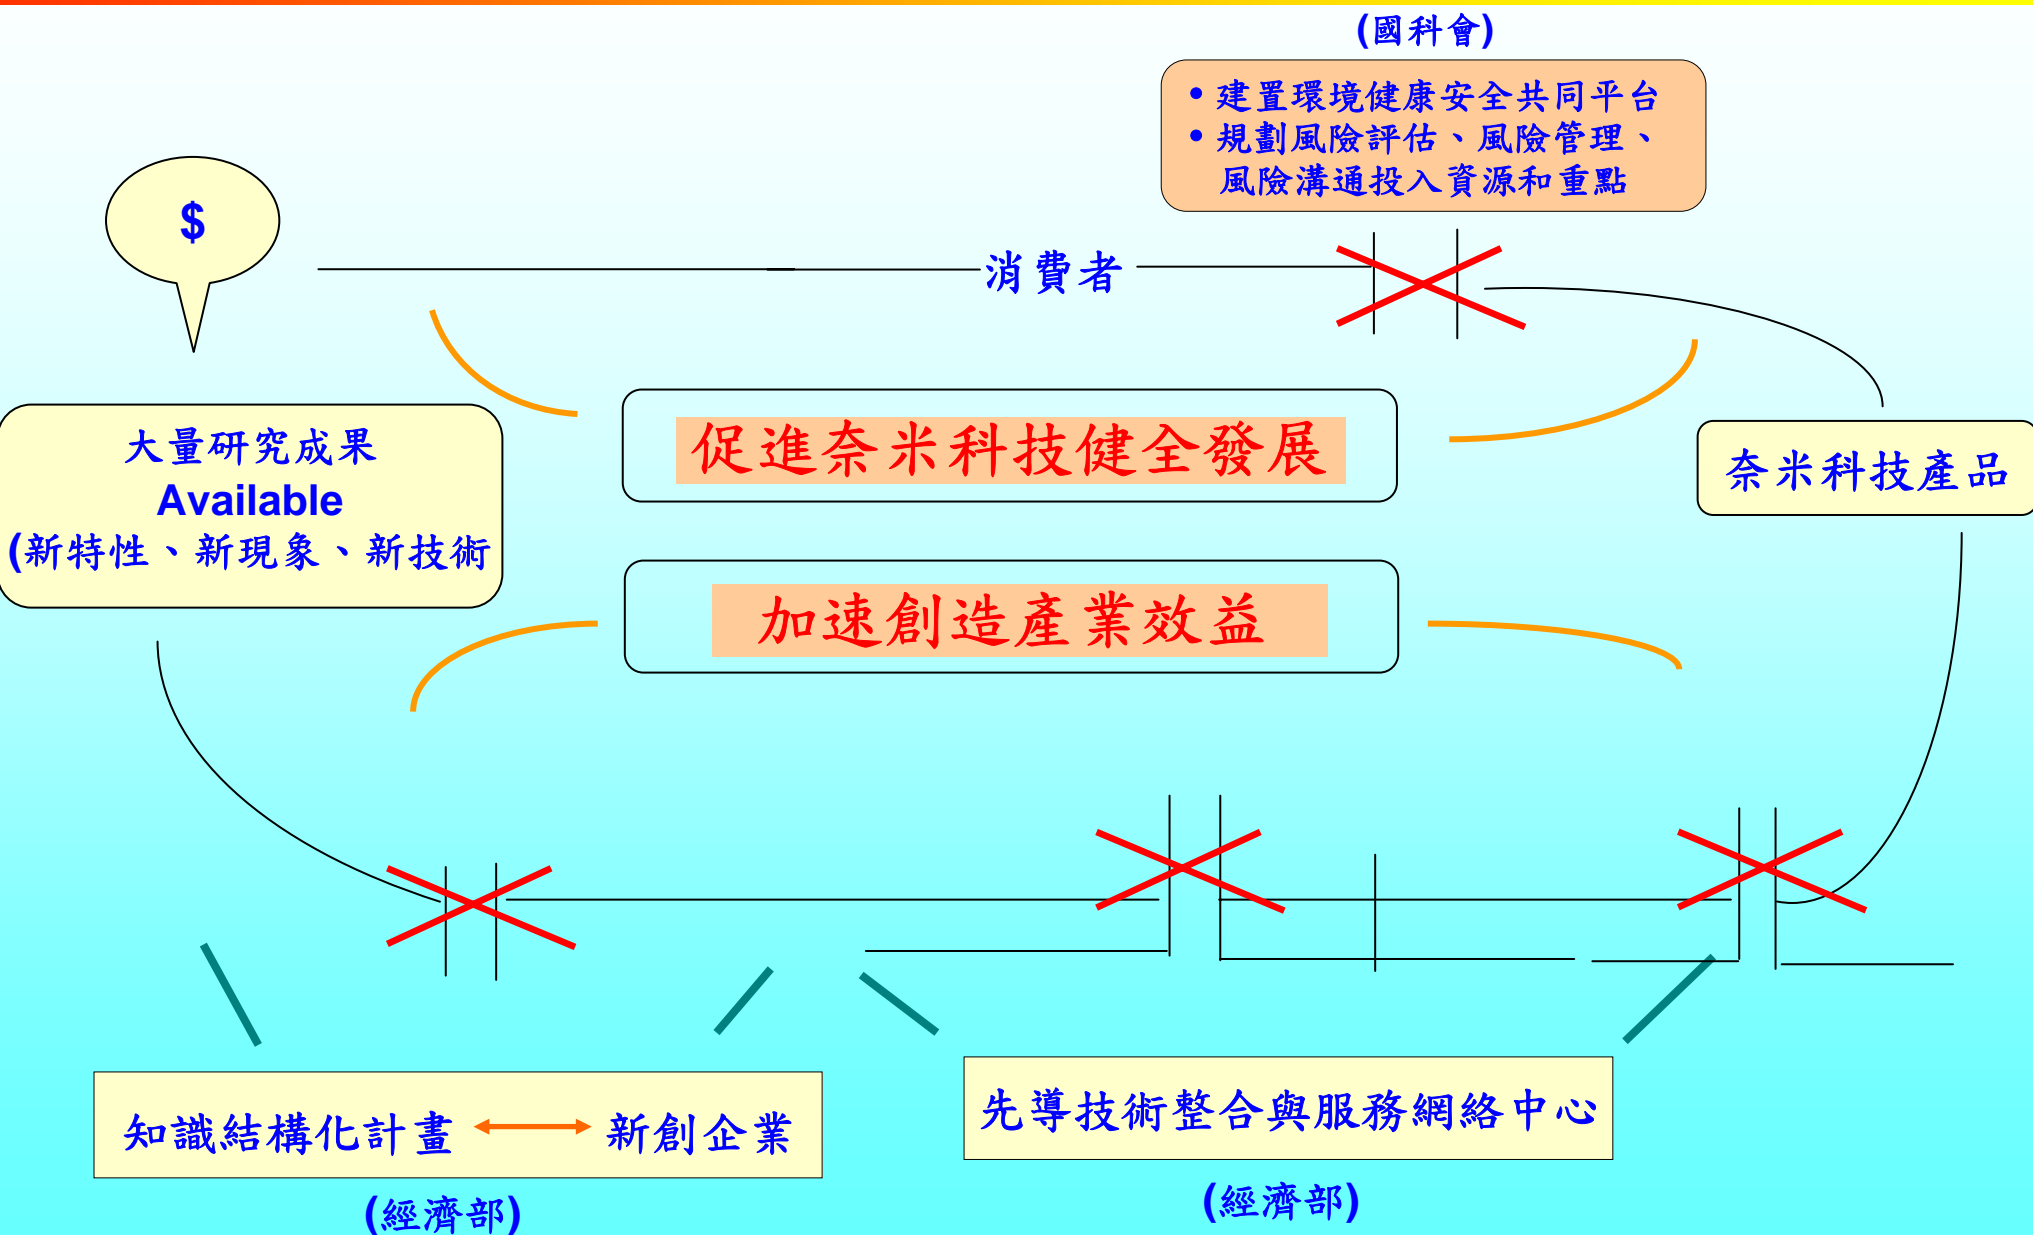 (國科會)
• 建置環境健康安全共同平台
• 規劃風險評估、風險管理、
風險溝通投入資源和重點
$
消費者
促進奈米科技健全發展
大量研究成果
Available
(新特性、新現象、新技術
奈米科技產品
加速創造產業效益
知識結構化計畫 新創企業
先導技術整合與服務網絡中心
(經濟部)
(經濟部)